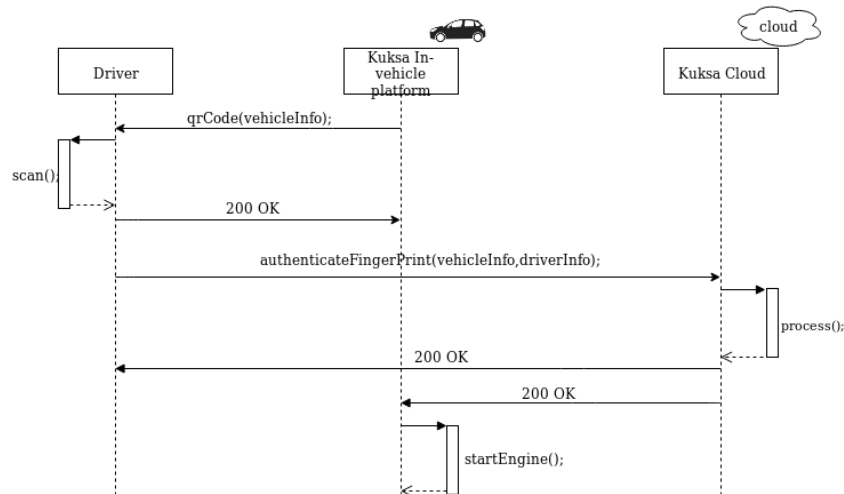 cloud
Driver
Kuksa In-
vehicle
platform
Kuksa Cloud
qrCode(vehicleInfo);
scan();
200 OK
authenticateFingerPrint(vehicleInfo,driverInfo);
process();
200 OK
200 OK
startEngine();